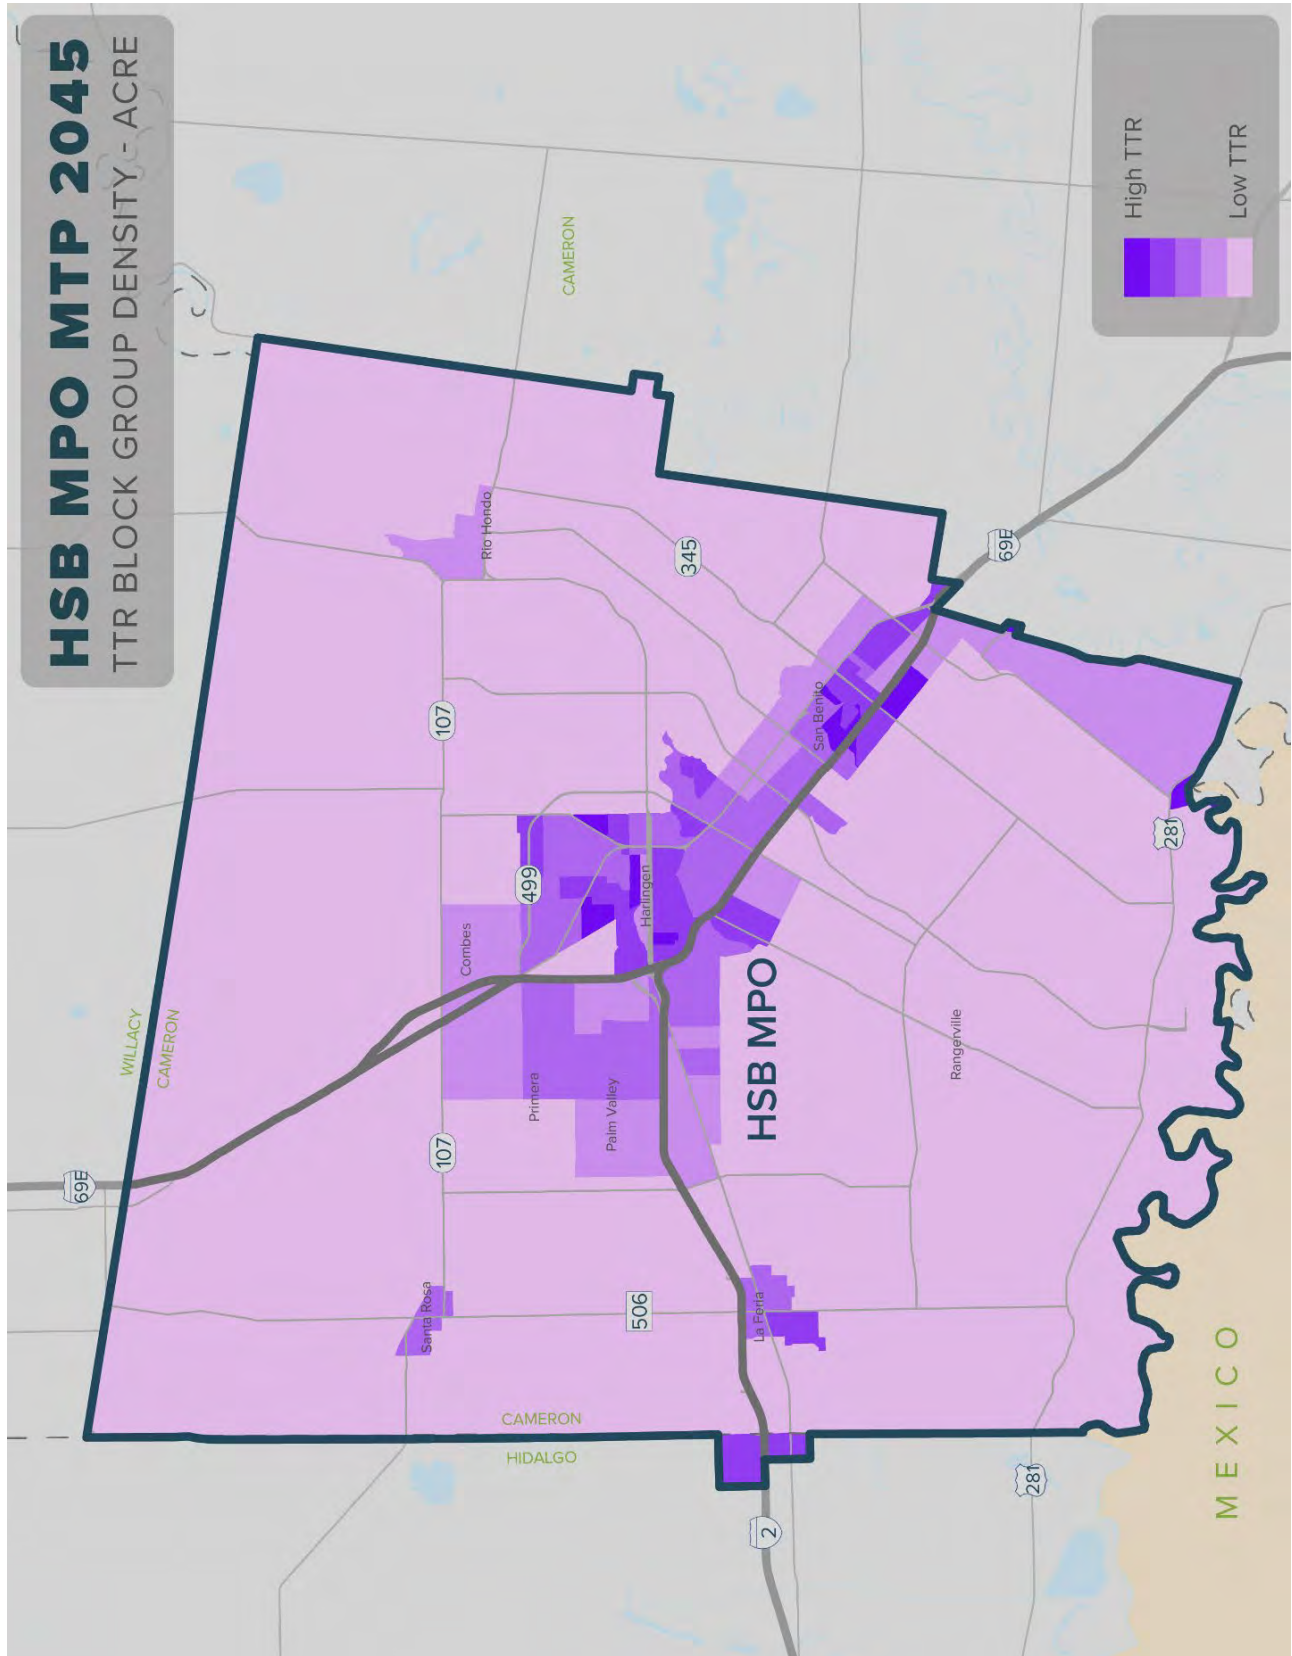 HSB MPO MTP 2045
TTR BLOCK GROUP DENSITY - ACRE
69E
WILLACY
CAMERON
107
107
Santa Rosa
Combes
Rio Hondo
CAMERON
499
Primera
CAMERON
HIDALGO
Palm Valley
506
Harlingen
345
HSB MPO
La Feria
San Benito
2
Rangerville
69E
281
281
MEXICO
High TTR
Low TTR